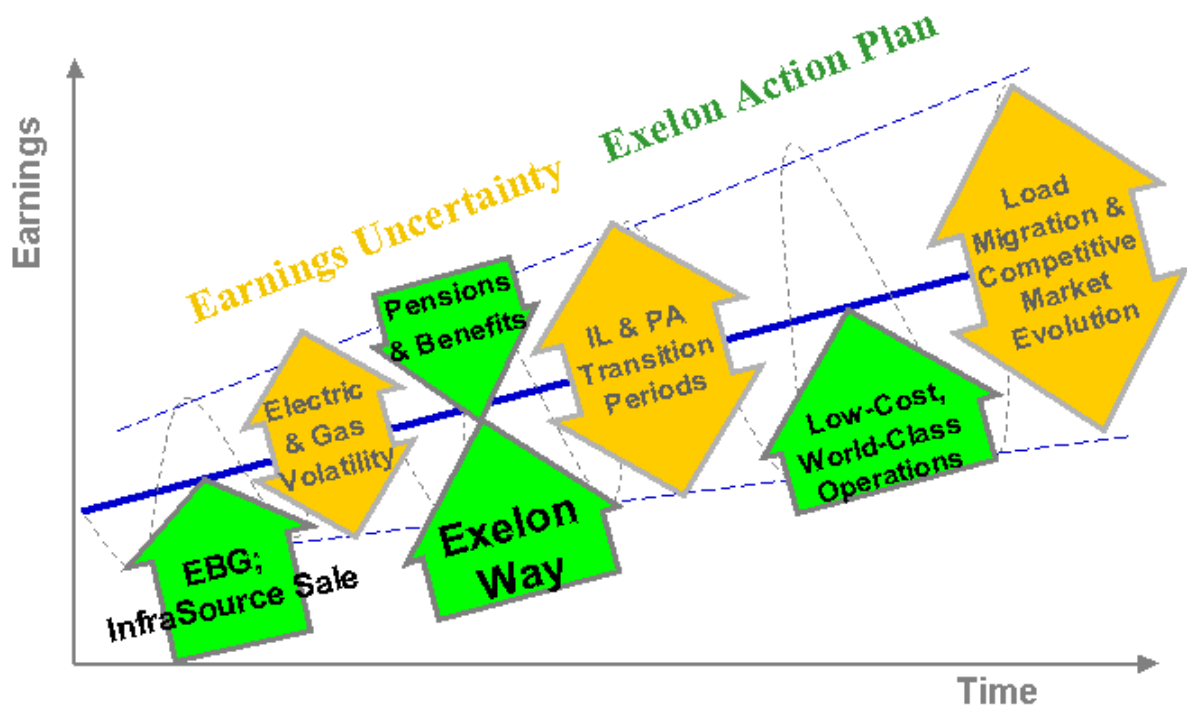 Exelon Action Plan
Earnings Uncertainty
Earnings
Load
Migration &
Competitive
Market
Evolution
Pensions
& Benefits
IL & PA
Transition
Periods
Electric
& Gas
Volatility
Low-Cost,
World-Class
Operations
Exelon
Way
EBG;
InfraSource Sale
Time